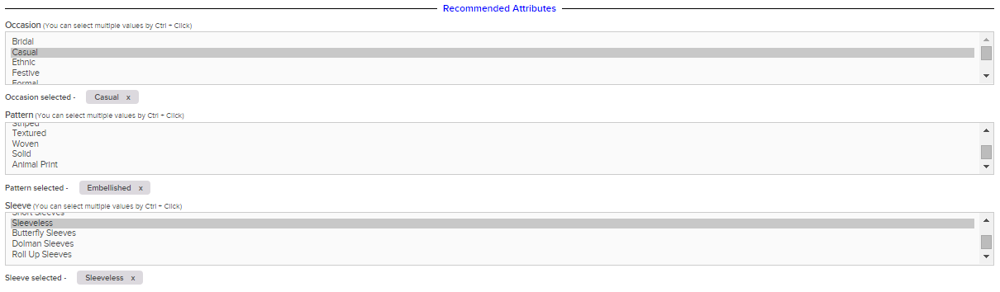 Recommended Attributes
Occasion (You can select multiple values by Ctrl + Click)
Bridal
Casual
Ethnic
Festive
Formal
Occasion selected - Casual x
Pattern (You can select multiple values by Ctrl + Click)
Striped
Textured
Woven
Solid
Animal Print
Pattern selected - Embellished x
Sleeve (You can select multiple values by Ctrl + Click)
Short Sleeves
Sleeveless
Butterfly Sleeves
Dolman Sleeves
Roll Up Sleeves
Sleeve selected - Sleeveless x